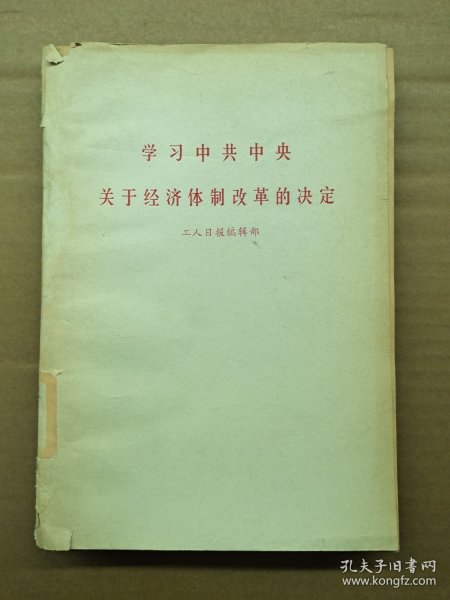 学习中共中央
关于经济体制改革的决定
工人日报编辑部
孔夫子旧书网
www.kongfz.com